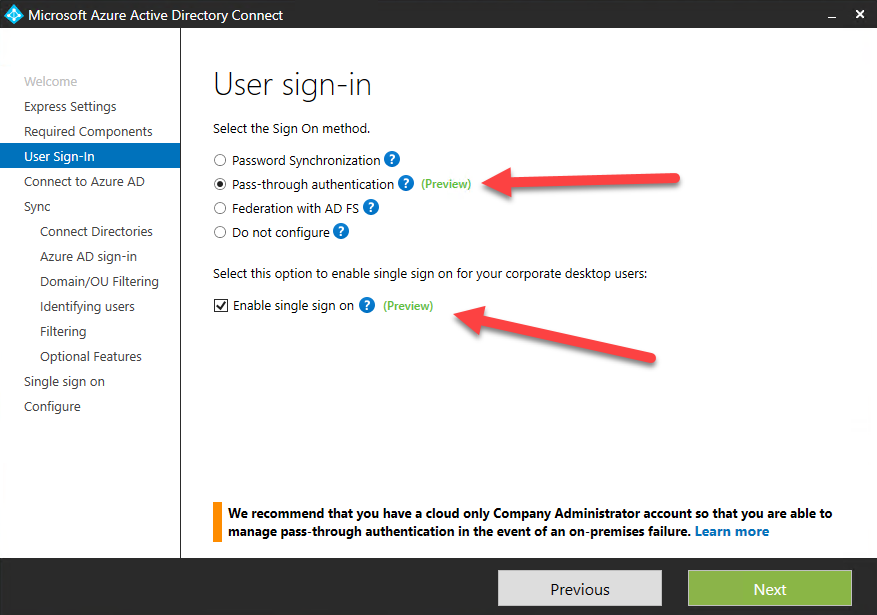 Microsoft Azure Active Directory Connect
Welcome
Express Settings
Required Components
User Sign-In
Connect to Azure AD
Sync
Connect Directories
Azure AD sign-in
Domain/OU Filtering
Identifying users
Filtering
Optional Features
Single sign on
Configure
User sign-in
Select the Sign On method.
Password Synchronization ?
Pass-through authentication ? (Preview)
Federation with AD FS ?
Do not configure ?
Select this option to enable single sign on for your corporate desktop users:
Enable single sign on ? (Preview)
We recommend that you have a cloud only Company Administrator account so that you are able to
manage pass-through authentication in the event of an on-premises failure. Learn more
Previous
Next